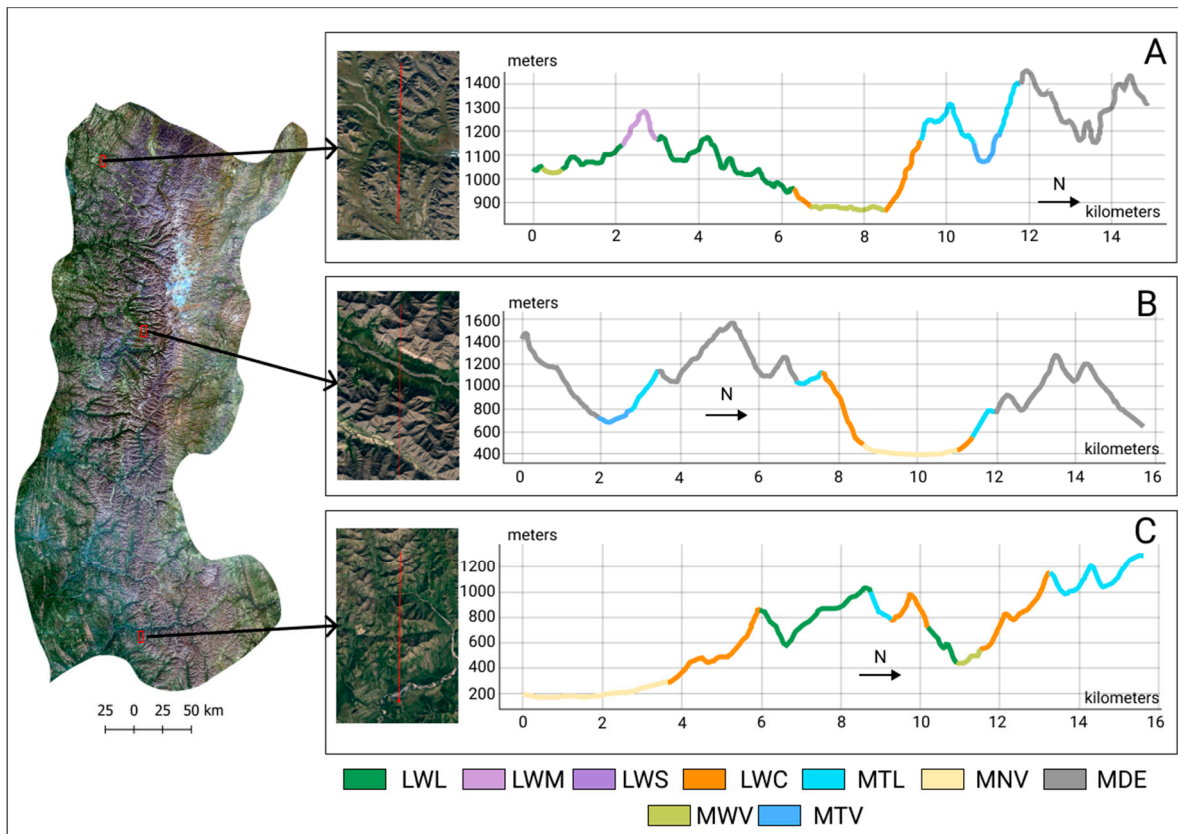 A
meters
1400
1300
1200
1100
1000
900
N
kilometers
0 2 4 6 8 10 12 14
B
meters
1600
1400
1200
1000
800
600
400
N
kilometers
0 2 4 6 8 10 12 14 16
C
meters
1200
1000
800
600
400
200
N
kilometers
0 2 4 6 8 10 12 14 16
25 0 25 50 km
LWL LWM LWS LWC MTL MNV MDE
MWV MTV